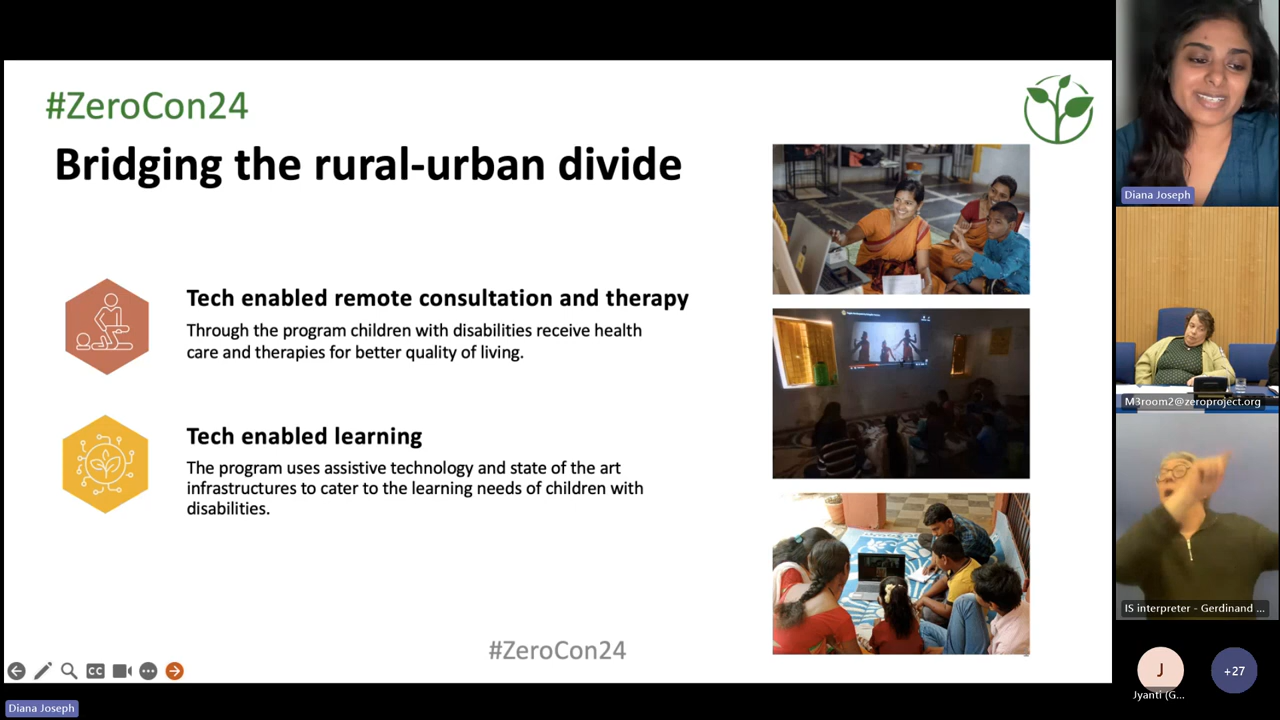 #ZeroCon24
Bridging the rural-urban divide
Tech enabled remote consultation and therapy
Through the program children with disabilities receive health
care and therapies for better quality of living.
Tech enabled learning
The program uses assistive technology and state of the art
infrastructures to cater to the learning needs of children with
disabilities.
#ZeroCon24
CC
Diana Joseph
Diana Joseph
M3room2@zeroproject.org
IS interpreter - Gerdinand ...
J
Jyanti (G...
+27